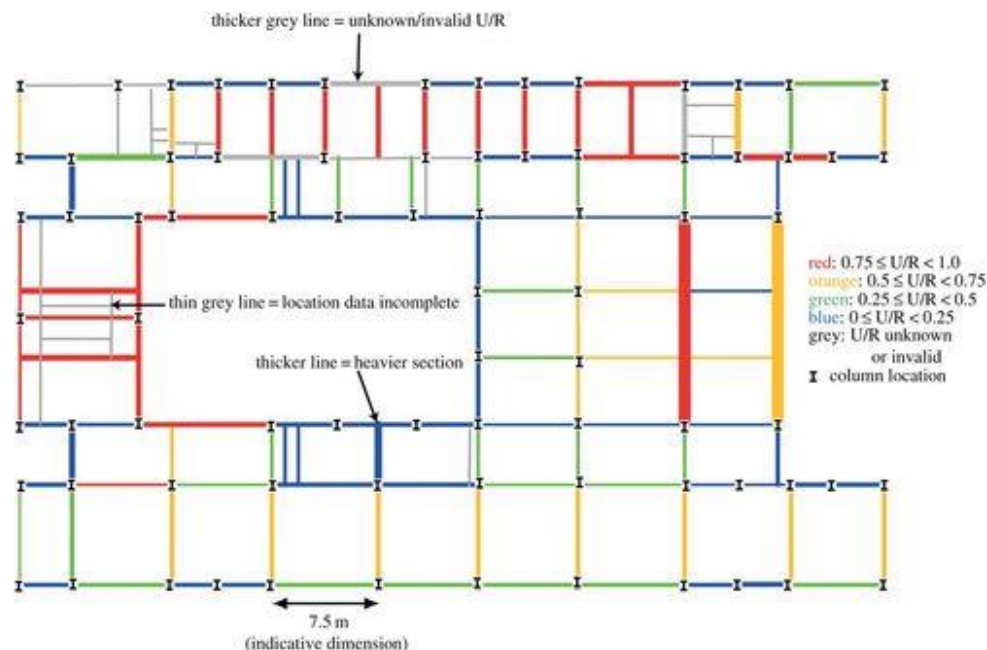 thicker grey line = unknown/invalid U/R
red: 0.75 ≤ U/R < 1.0
orange: 0.5 ≤ U/R < 0.75
thin grey line = location data incomplete
green: 0.25 ≤ U/R < 0.5
blue: 0 ≤ U/R < 0.25
grey: U/R unknown
or invalid
thicker line = heavier section
column location
7.5 m
(indicative dimension)